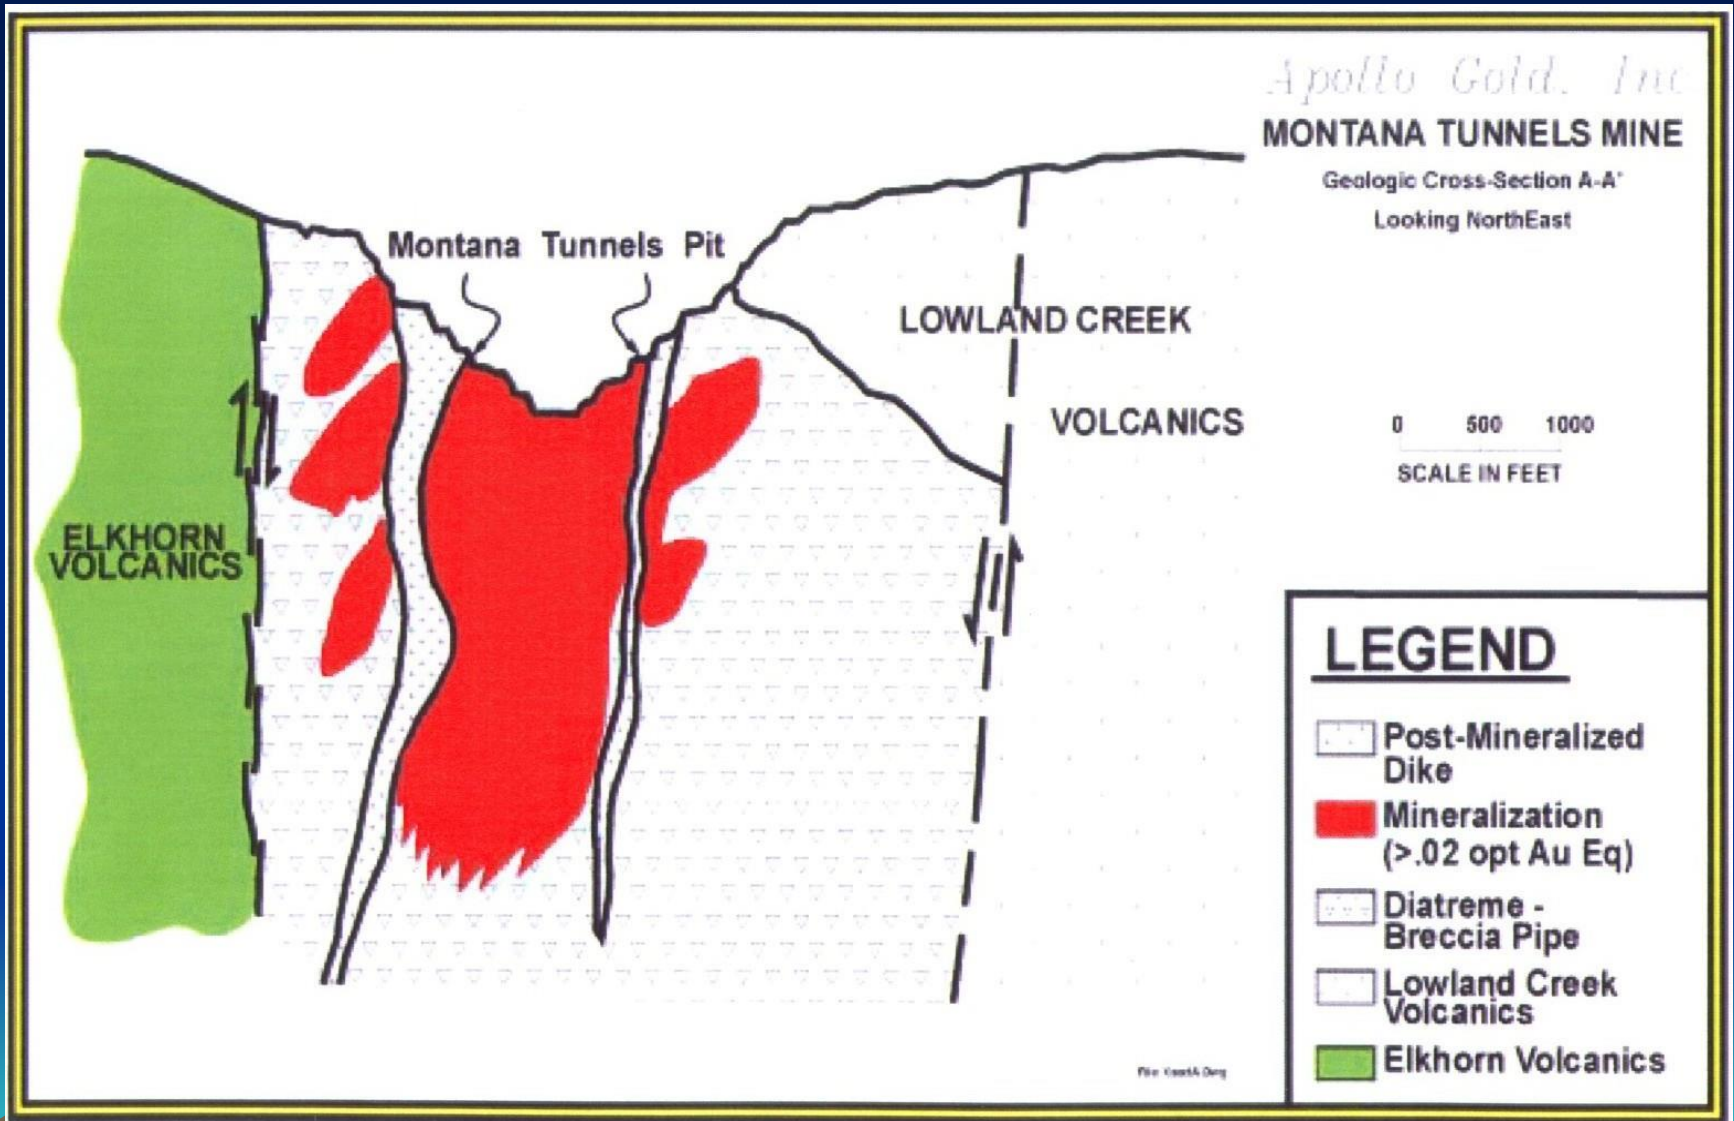 Apollo Gold, Inc
MONTANA TUNNELS MINE
Geologic Cross-Section A-A'
Looking NorthEast
Montana Tunnels Pit
LOWLAND CREEK
VOLCANICS
0 500 1000
SCALE IN FEET
ELKHORN
VOLCANICS
LEGEND
Post-Mineralized
Dike
Mineralization
(>.02 opt Au Eq)
Diatreme -
Breccia Pipe
Lowland Creek
Volcanics
Elkhorn Volcanics